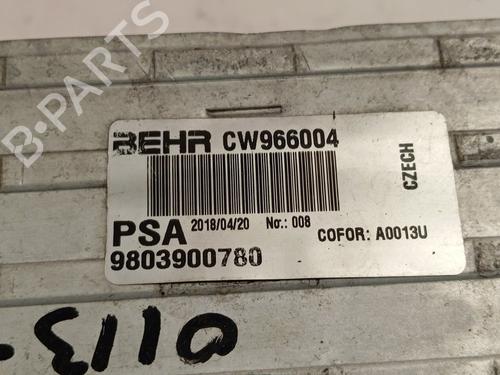 B-PARTS
BEHR CW966004
CZECH
PSA 2018/04/20 No.: 008
COFOR: A0013U
9803900780